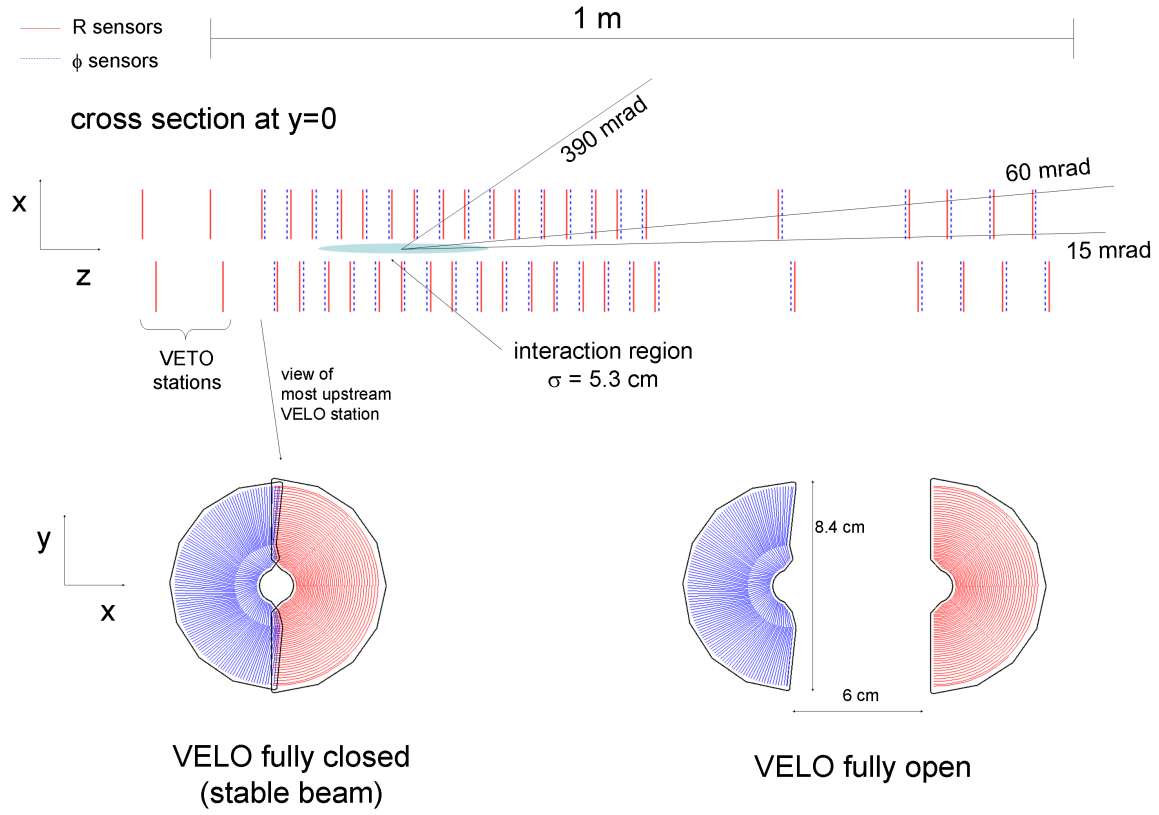 R sensors
ϕ sensors
1 m
cross section at y=0
390 mrad
60 mrad
15 mrad
x
z
VETO
stations
view of
most upstream
VELO station
interaction region
σ = 5.3 cm
y
x
8.4 cm
6 cm
VELO fully closed
(stable beam)
VELO fully open